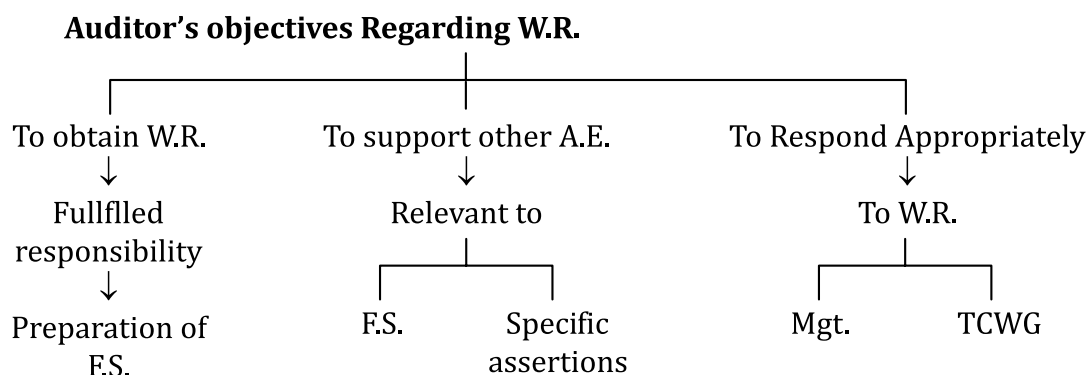 Auditor's objectives Regarding W.R.
To obtain W.R.
To support other A.E.
To Respond Appropriately
Fullflled
responsibility
Relevant to
To W.R.
Preparation of
F.S.
F.S.
Specific
assertions
Mgt.
TCWG